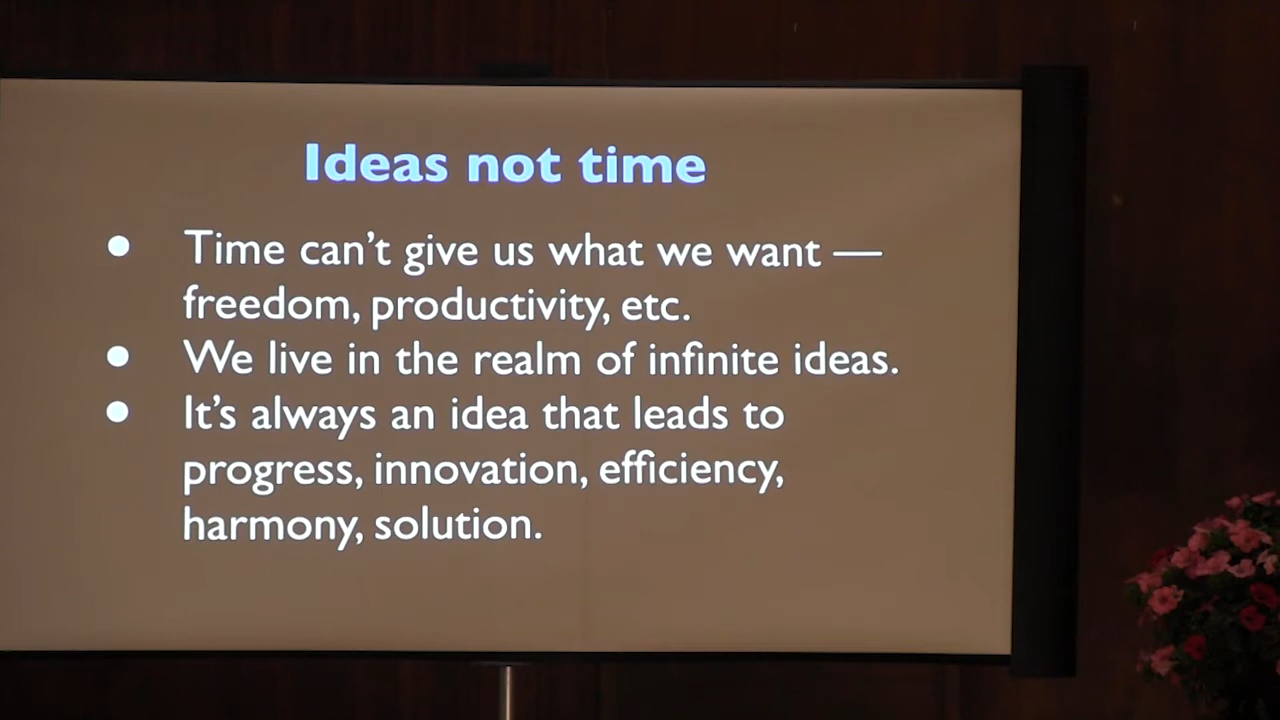 Ideas not time
● Time can't give us what we want —
freedom, productivity, etc.
● We live in the realm of infinite ideas.
● It's always an idea that leads to
progress, innovation, efficiency,
harmony, solution.